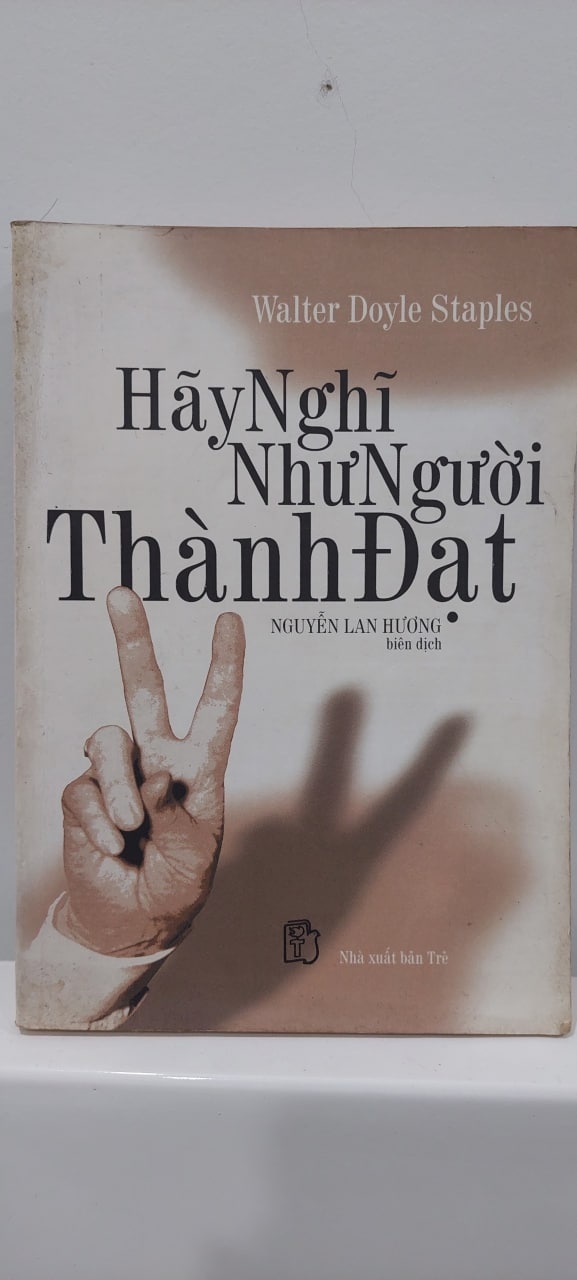 Walter Doyle Staples
HãyNghĩ
NhưNgười
ThànhĐạt
NGUYỄN LAN HƯƠNG
biên dịch
Nhà xuất bản Trẻ